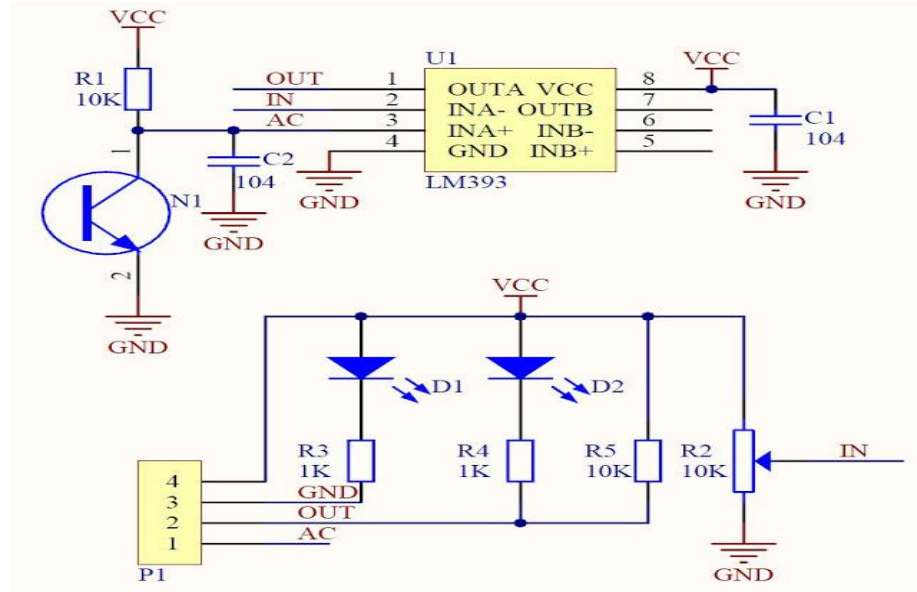 VCC
R1
10K
1
N1
2
GND
OUT
IN
AC
C2
104
GND
GND
U1
1
2
3
4
OUTA VCC
INA- OUTB
INA+ INB-
GND INB+
LM393
8
7
6
5
VCC
C1
104
GND
VCC
D1
D2
R3
1K
R4
1K
R5
10K
R2
10K
IN
GND
4
3
2
1
GND
OUT
AC
P1